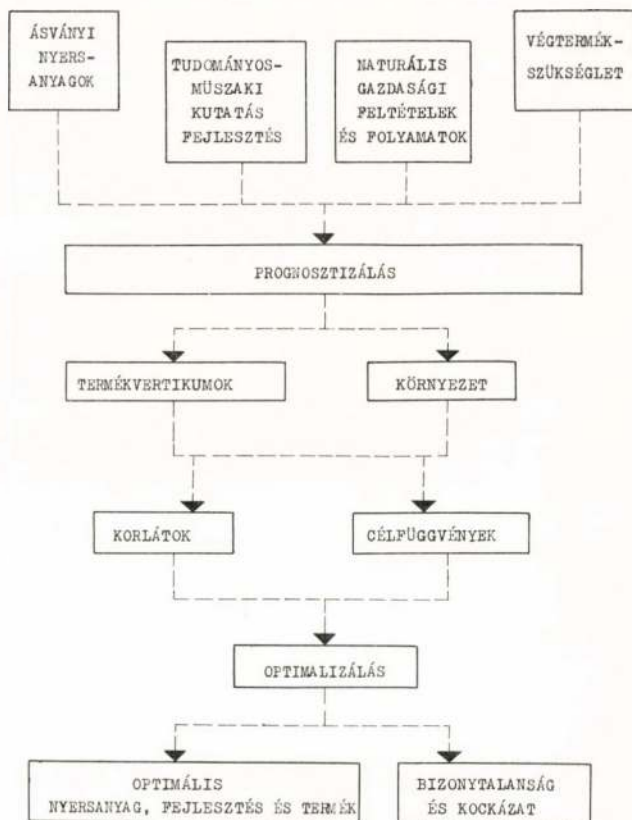 ÁSVÁNYI
NYERS-
ANYAGOK
TUDOMÁNYOS-
MÜSZAKI
KUTATÁS
FEJLESZTÉS
NATURÁLIS
GAZDASÁGI
FELTÉTELEK
ÉS FOLYAMATOK
VÉGTERMÉK-
SZÜKSÉGLET
PROGNOSZTIZÁLÁS
TERMÉKVERTIKUMOK
KÖRNYEZET
KORLÁTOK
CÉLFÜGGVÉNYEK
OPTIMALIZÁLÁS
OPTIMÁLIS
NYERSANYAG, FEJLESZTÉS ÉS TERMÉK
BIZONYTALANSÁG
ÉS KOCKÁZAT